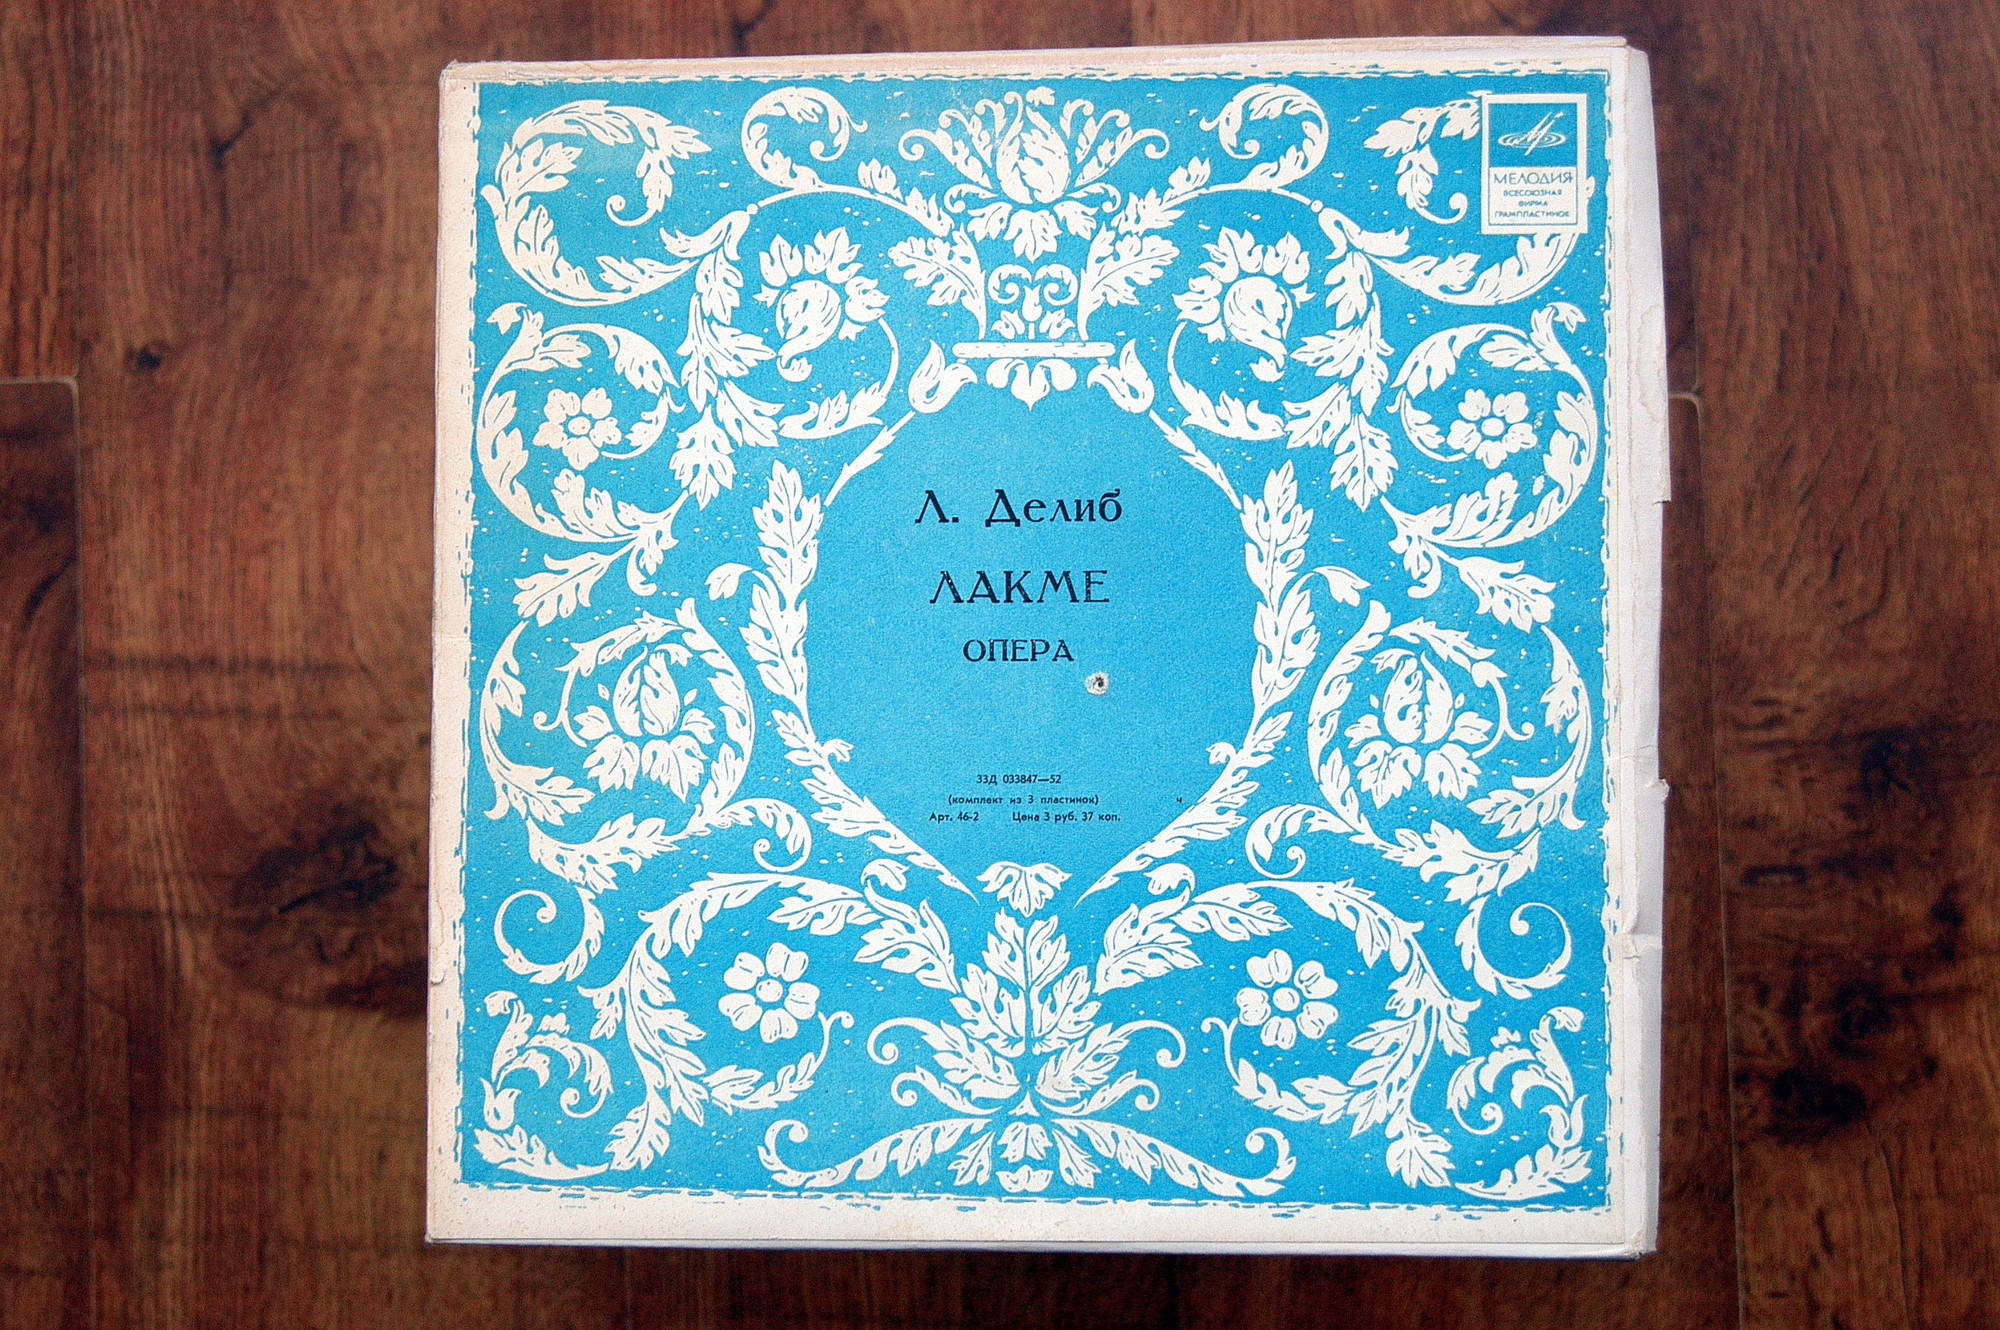 МЕЛОДИЯ
ВСЕСОЮЗНАЯ
ФИРМА
ГРАМПЛАСТИНОК
Л. Делиб
ЛАКМЕ
ОПЕРА
33Д 033847—52
(комплект из 3 пластинок) ч
Арт. 46-2 Цена 3 руб. 37 коп.